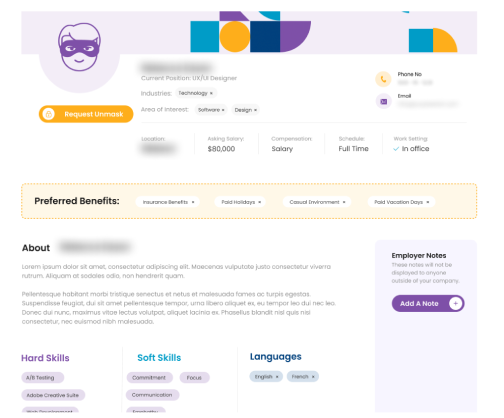 Current Position: UX/UI Designer
Industries: Technology ×
Area of Interest: Software × Design ×
Phone No
Email
Request Unmask
Location:
Asking Salary: $80,000
Compensation: Salary
Schedule: Full Time
Work Setting: In office
Preferred Benefits: Insurance Benefits × Paid Holidays × Casual Environment × Paid Vacation Days ×
About
Lorem ipsum dolor sit amet, consectetur adipiscing elit. Maecenas vulputate justo consectetur viverra
rutrum. Aliquam at sodales odio, non hendrerit quam.
Pellentesque habitant morbi tristique senectus et netus et malesuada fames ac turpis egestas.
Suspendisse feugiat, dui sit amet pellentesque tempor, urna libero aliquet ex, eu tempor leo dui nec leo.
Donec dui nunc, maximus vitae lectus volutpat, aliquet lacinia ex. Phasellus blandit nisl quis nisl
consectetur, nec euismod nibh malesuada.
Employer Notes
These notes will not be
displayed to anyone
outside of your company.
Add A Note +
Hard Skills
A/B Testing
Adobe Creative Suite
Web Development
Soft Skills
Commitment Focus
Communication
Creativity
Languages
English × French ×